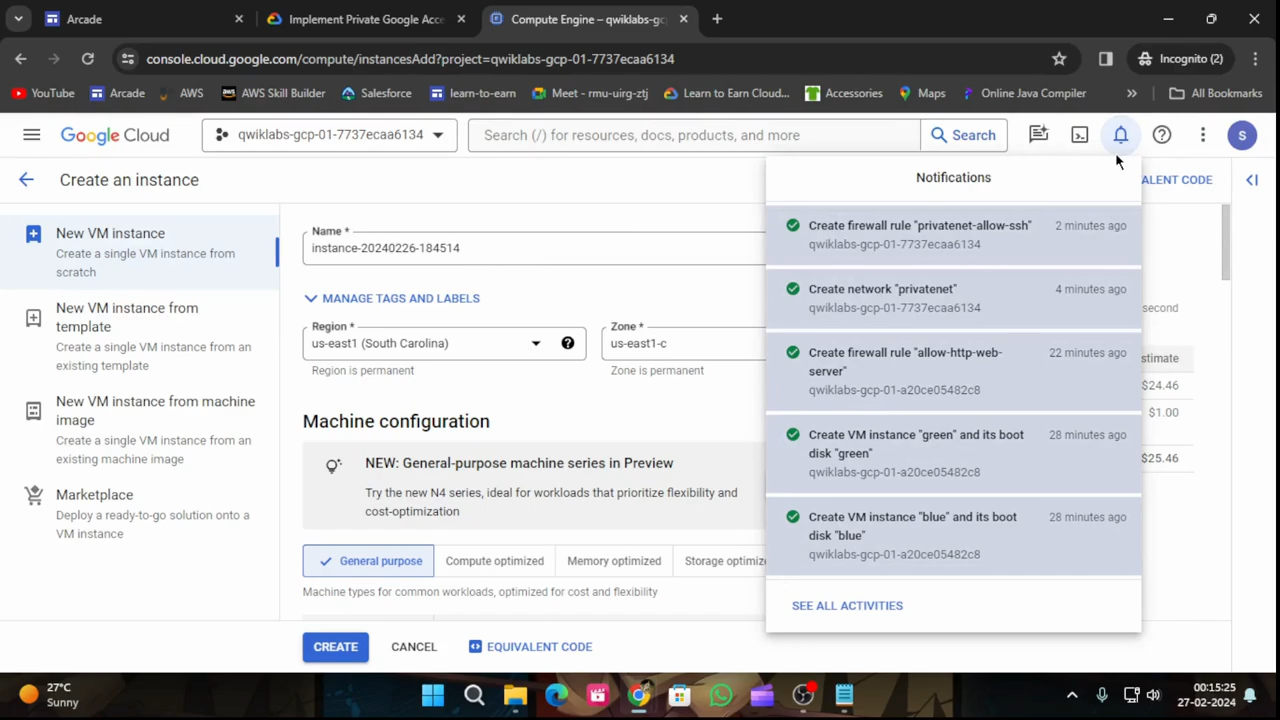 Arcade
Implement Private Google Acce
Compute Engine – qwiklabs-gc
console.cloud.google.com/compute/instancesAdd?project=qwiklabs-gcp-01-7737ecaa6134
Incognito (2)
YouTube
Arcade
AWS
AWS Skill Builder
Salesforce
learn-to-earn
Meet - rmu-uirg-ztj
Learn to Earn Cloud...
Accessories
Maps
Online Java Compiler
»
All Bookmarks
Google Cloud
qwiklabs-gcp-01-7737ecaa6134
Search (/) for resources, docs, products, and more
Search
S
Create an instance
ALENT CODE
New VM instance
Create a single VM instance from
scratch
New VM instance from
template
Create a single VM instance from an
existing template
New VM instance from machine
image
Create a single VM instance from an
existing machine image
Marketplace
Deploy a ready-to-go solution onto a
VM instance
Name *
instance-20240226-184514
MANAGE TAGS AND LABELS
Region *
us-east1 (South Carolina)
Region is permanent
Zone *
us-east1-c
Zone is permanent
Machine configuration
NEW: General-purpose machine series in Preview
Try the new N4 series, ideal for workloads that prioritize flexibility and
cost-optimization
General purpose
Compute optimized
Memory optimized
Storage optimize
Machine types for common workloads, optimized for cost and flexibility
CREATE
CANCEL
EQUIVALENT CODE
Notifications
Create firewall rule "privatenet-allow-ssh"
2 minutes ago
qwiklabs-gcp-01-7737ecaa6134
Create network "privatenet"
4 minutes ago
qwiklabs-gcp-01-7737ecaa6134
Create firewall rule "allow-http-web-
server"
22 minutes ago
qwiklabs-gcp-01-a20ce05482c8
Create VM instance "green" and its boot
disk "green"
28 minutes ago
qwiklabs-gcp-01-a20ce05482c8
Create VM instance "blue" and its boot
disk "blue"
28 minutes ago
qwiklabs-gcp-01-a20ce05482c8
SEE ALL ACTIVITIES
second
stimate
$24.46
$1.00
$25.46
27°C
Sunny
00:15:25
27-02-2024